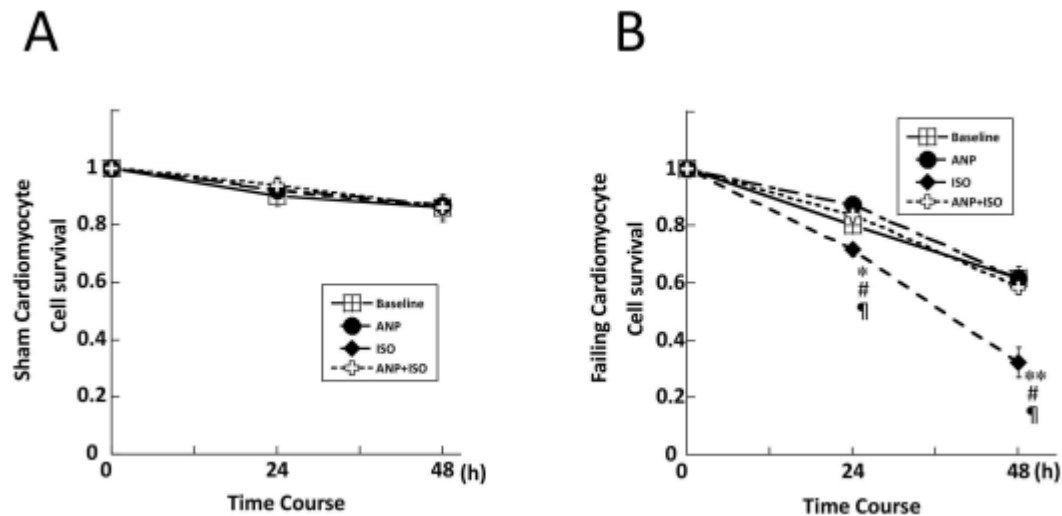 A
Sham Cardiomyocyte
Cell survival
1
0.8
0.6
0.4
0.2
0
Baseline
ANP
ISO
ANP+ISO
0 24 48 (h)
Time Course
B
Failing Cardiomyocyte
Cell survival
1
0.8
0.6
0.4
0.2
0
Baseline
ANP
ISO
ANP+ISO
*
#
¶
**
#
¶
0 24 48 (h)
Time Course